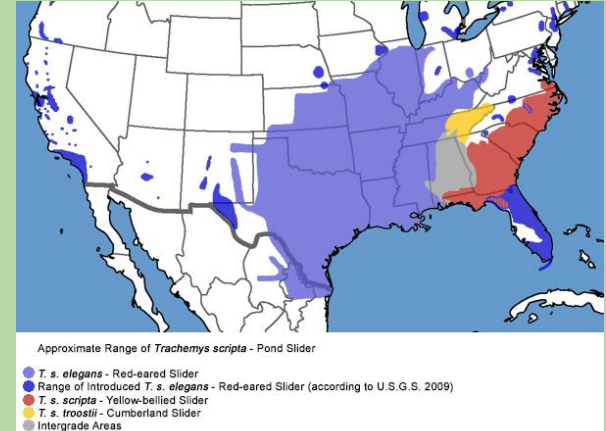 Approximate Range of Trachemys scripta - Pond Slider
T. s. elegans - Red-eared Slider
Range of Introduced T. s. elegans - Red-eared Slider (according to U.S.G.S. 2009)
T. s. scripta - Yellow-bellied Slider
T. s. troostii - Cumberland Slider
Intergrade Areas